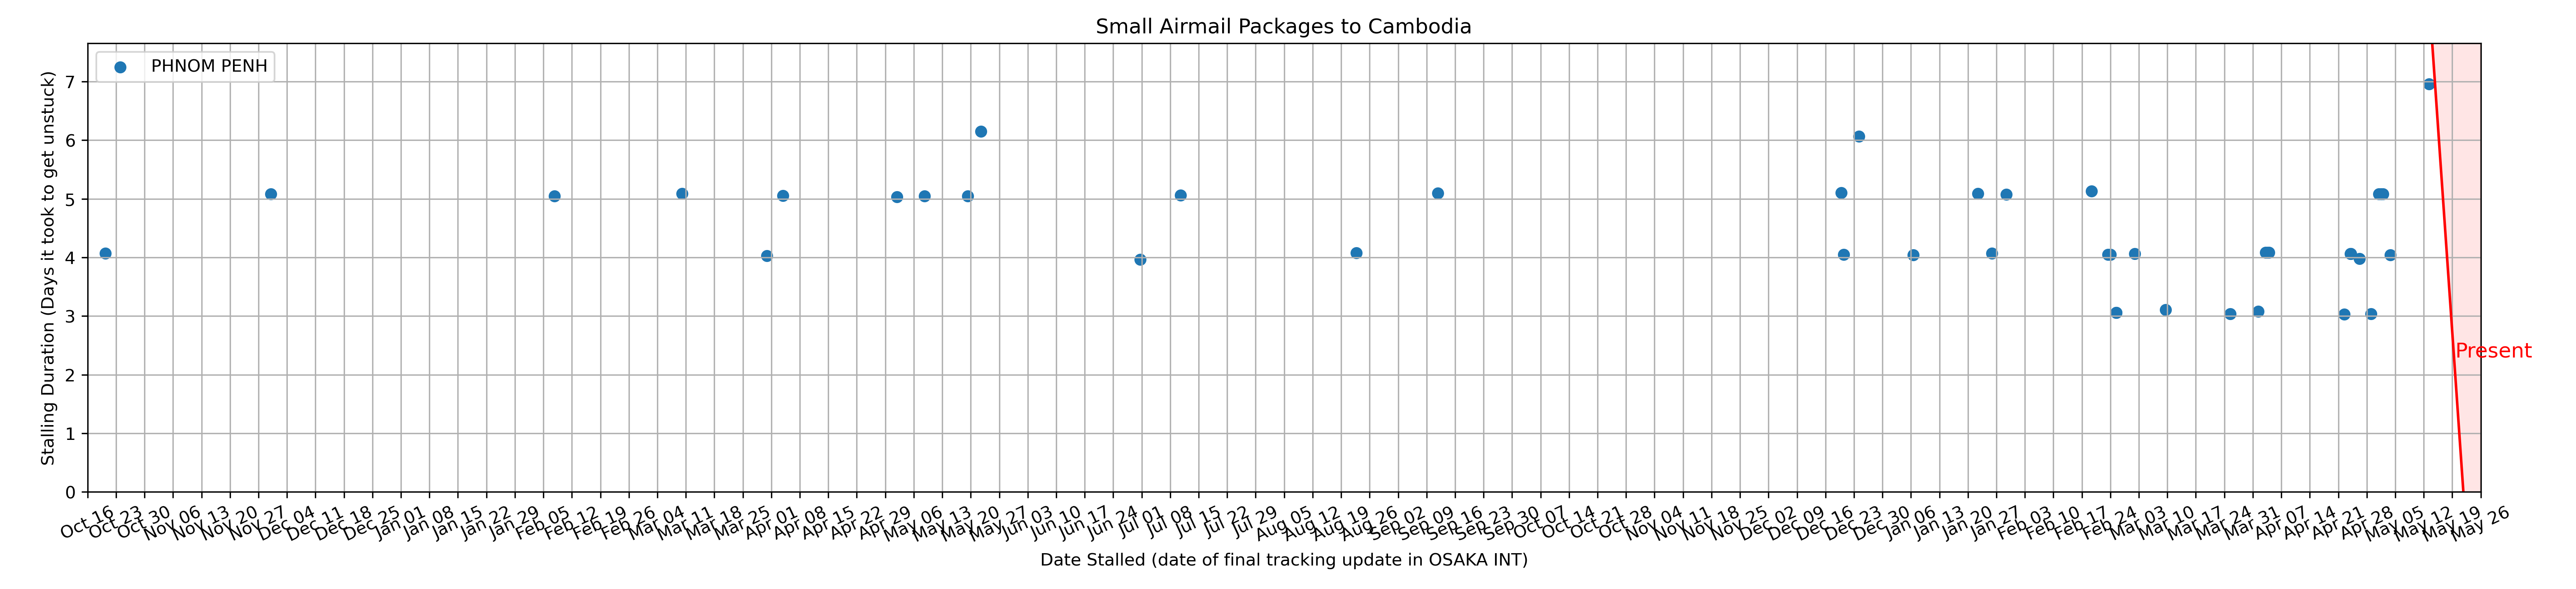 Small Airmail Packages to Cambodia
PHNOM PENH
Stalling Duration (Days it took to get unstuck)
7
6
5
4
3
2
1
0
Present
Oct 16
Oct 23
Oct 30
Nov 06
Nov 13
Nov 20
Nov 27
Dec 04
Dec 11
Dec 18
Dec 25
Jan 01
Jan 08
Jan 15
Jan 22
Jan 29
Feb 05
Feb 12
Feb 19
Feb 26
Mar 04
Mar 11
Mar 18
Mar 25
Apr 01
Apr 08
Apr 15
Apr 22
Apr 29
May 06
May 13
May 20
May 27
Jun 03
Jun 10
Jun 17
Jun 24
Jul 01
Jul 08
Jul 15
Jul 22
Jul 29
Aug 05
Aug 12
Aug 19
Aug 26
Sep 02
Sep 09
Sep 16
Sep 23
Sep 30
Oct 07
Oct 14
Oct 21
Oct 28
Nov 04
Nov 11
Nov 18
Nov 25
Dec 02
Dec 09
Dec 16
Dec 23
Dec 30
Jan 06
Jan 13
Jan 20
Jan 27
Feb 03
Feb 10
Feb 17
Feb 24
Mar 03
Mar 10
Mar 17
Mar 24
Mar 31
Apr 07
Apr 14
Apr 21
Apr 28
May 05
May 12
May 19
May 26
Date Stalled (date of final tracking update in OSAKA INT)